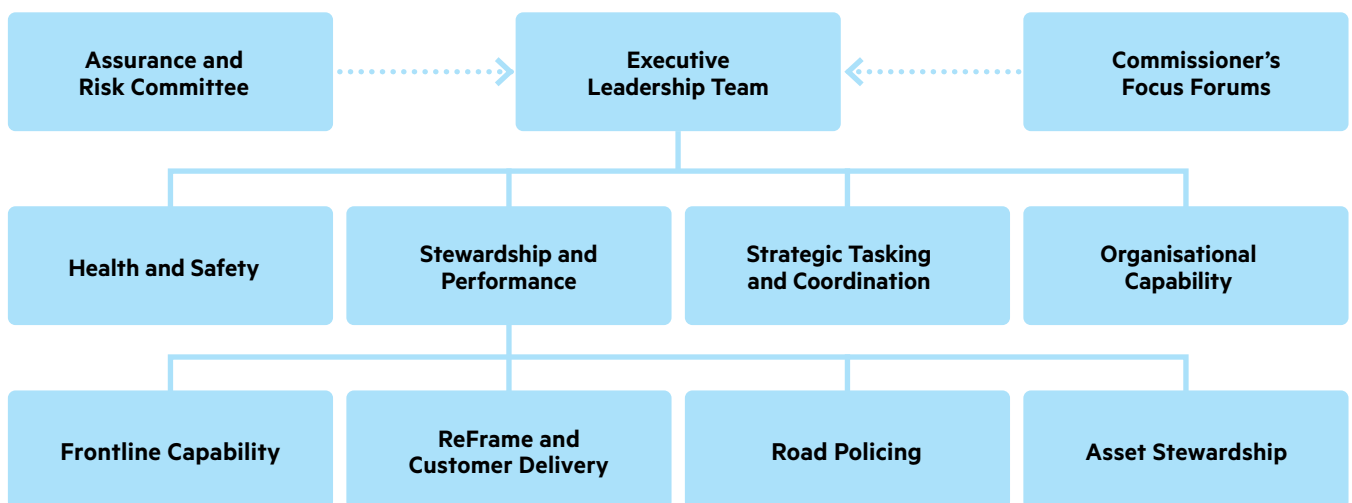 Assurance and
Risk Committee
Executive
Leadership Team
Commissioner’s
Focus Forums
Health and Safety
Stewardship and
Performance
Strategic Tasking
and Coordination
Organisational
Capability
Frontline Capability
ReFrame and
Customer Delivery
Road Policing
Asset Stewardship